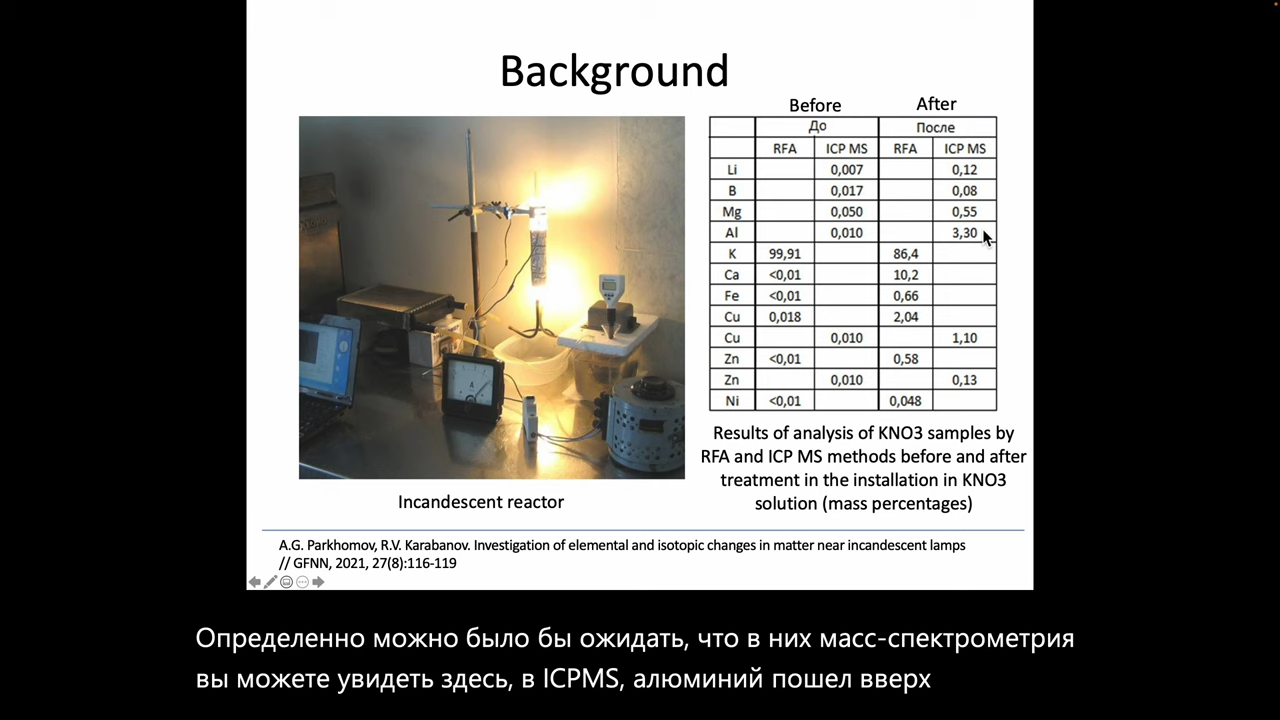 Background
Before After
До После
RFA ICP MS RFA ICP MS
Li 0,007 0,12
B 0,017 0,08
Mg 0,050 0,55
Al 0,010 3,30
K 99,91 86,4
Ca <0,01 10,2
Fe <0,01 0,66
Cu 0,018 2,04
Cu 0,010 1,10
Zn <0,01 0,58
Zn 0,010 0,13
Ni <0,01 0,048
Results of analysis of KNO3 samples by
RFA and ICP MS methods before and after
treatment in the installation in KNO3
solution (mass percentages)
Incandescent reactor
A.G. Parkhomov, R.V. Karabanov. Investigation of elemental and isotopic changes in matter near incandescent lamps
// GFNN, 2021, 27(8):116-119
Определенно можно было бы ожидать, что в них масс-спектрометрия
вы можете увидеть здесь, в ICPMS, алюминий пошел вверх